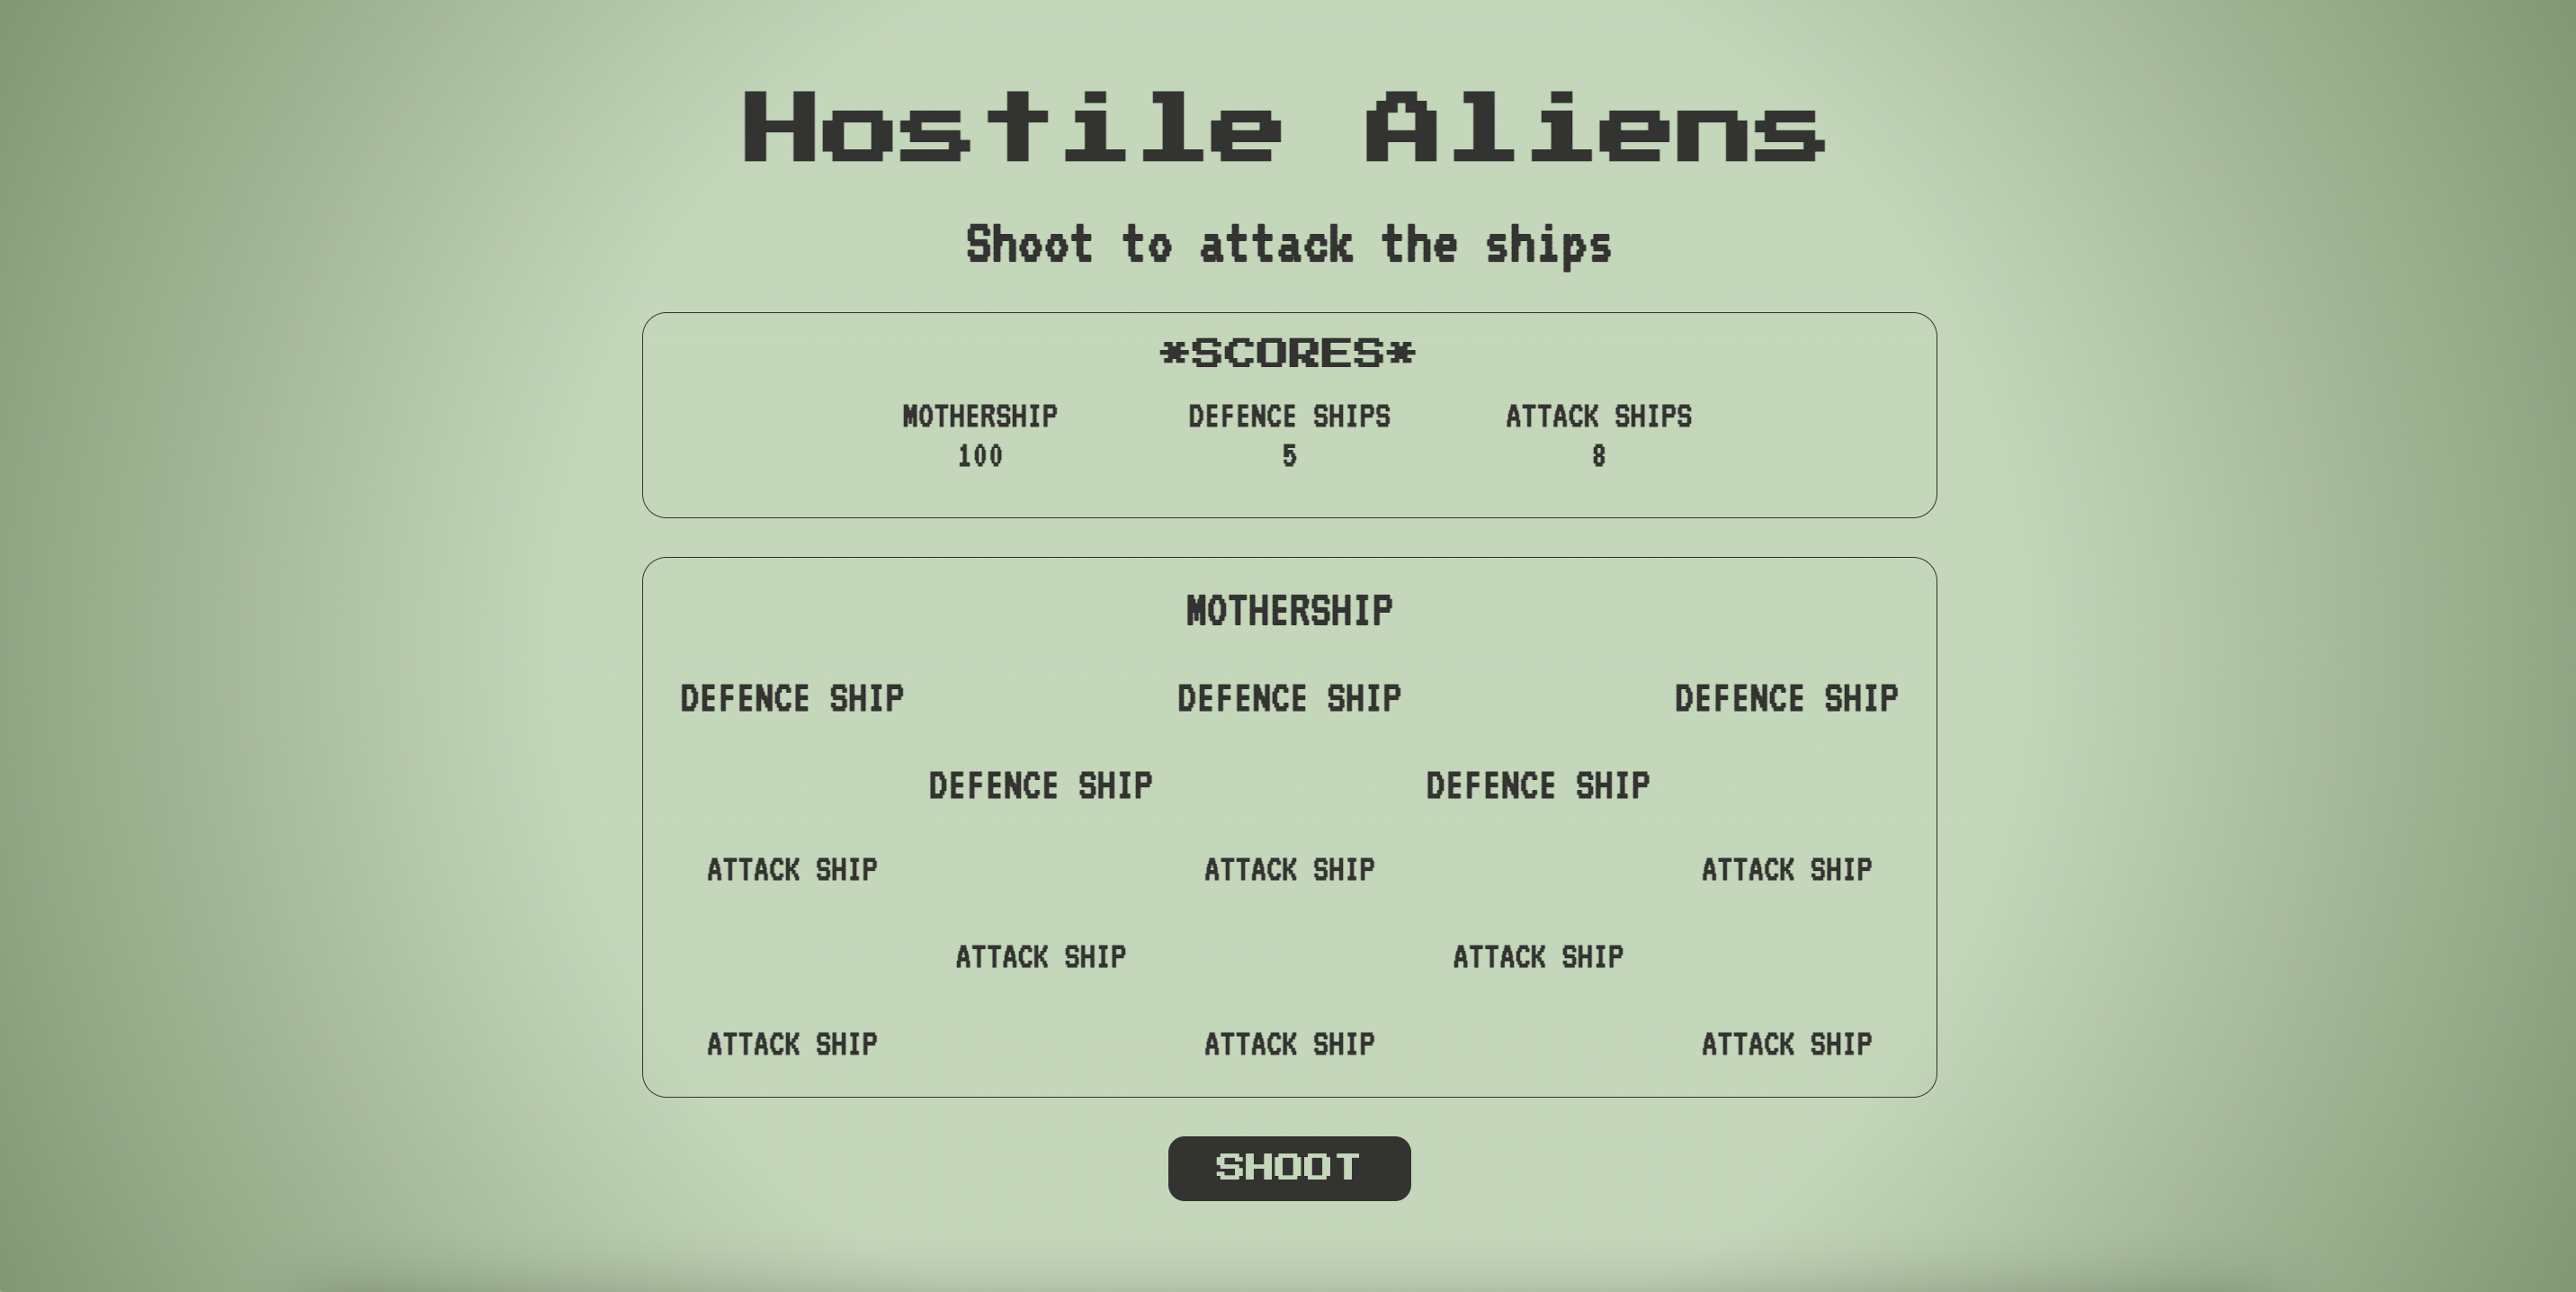 Hostile Aliens
Shoot to attack the ships
*SCORES*
MOTHERSHIP DEFENCE SHIPS ATTACK SHIPS
100 5 8
MOTHERSHIP
DEFENCE SHIP DEFENCE SHIP DEFENCE SHIP
DEFENCE SHIP DEFENCE SHIP
ATTACK SHIP ATTACK SHIP ATTACK SHIP
ATTACK SHIP ATTACK SHIP
ATTACK SHIP ATTACK SHIP ATTACK SHIP
SHOOT